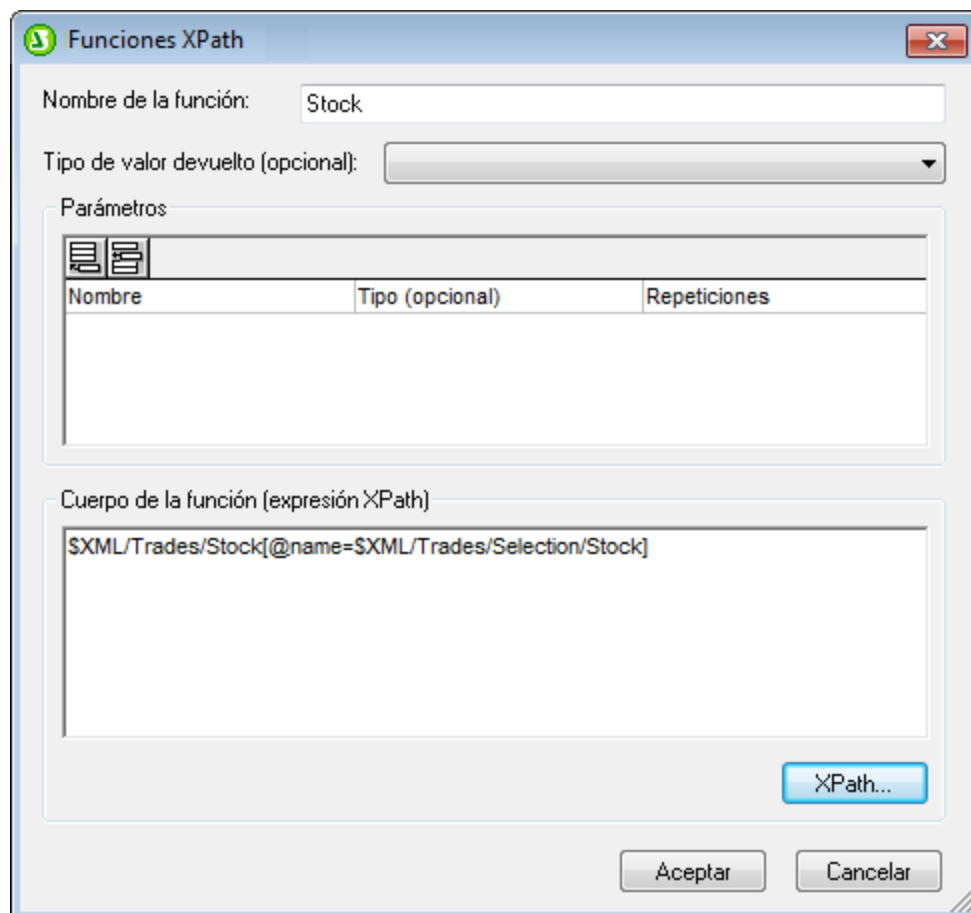 Funciones XPath
Nombre de la función: Stock
Tipo de valor devuelto (opcional):
Parámetros
Nombre Tipo (opcional) Repeticiones
Cuerpo de la función (expresión XPath)
$XML/Trades/Stock[@name=$XML/Trades/Selection/Stock]
XPath...
Aceptar Cancelar